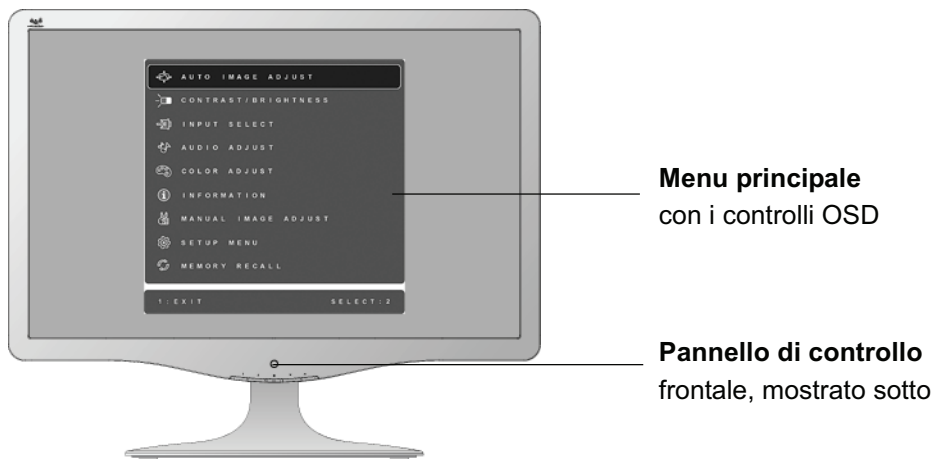 AUTO IMAGE ADJUST
CONTRAST/BRIGHTNESS
INPUT SELECT
AUDIO ADJUST
COLOR ADJUST
INFORMATION
MANUAL IMAGE ADJUST
SETUP MENU
MEMORY RECALL
1:EXIT SELECT:2
Menu principale
con i controlli OSD
Pannello di controllo
frontale, mostrato sotto